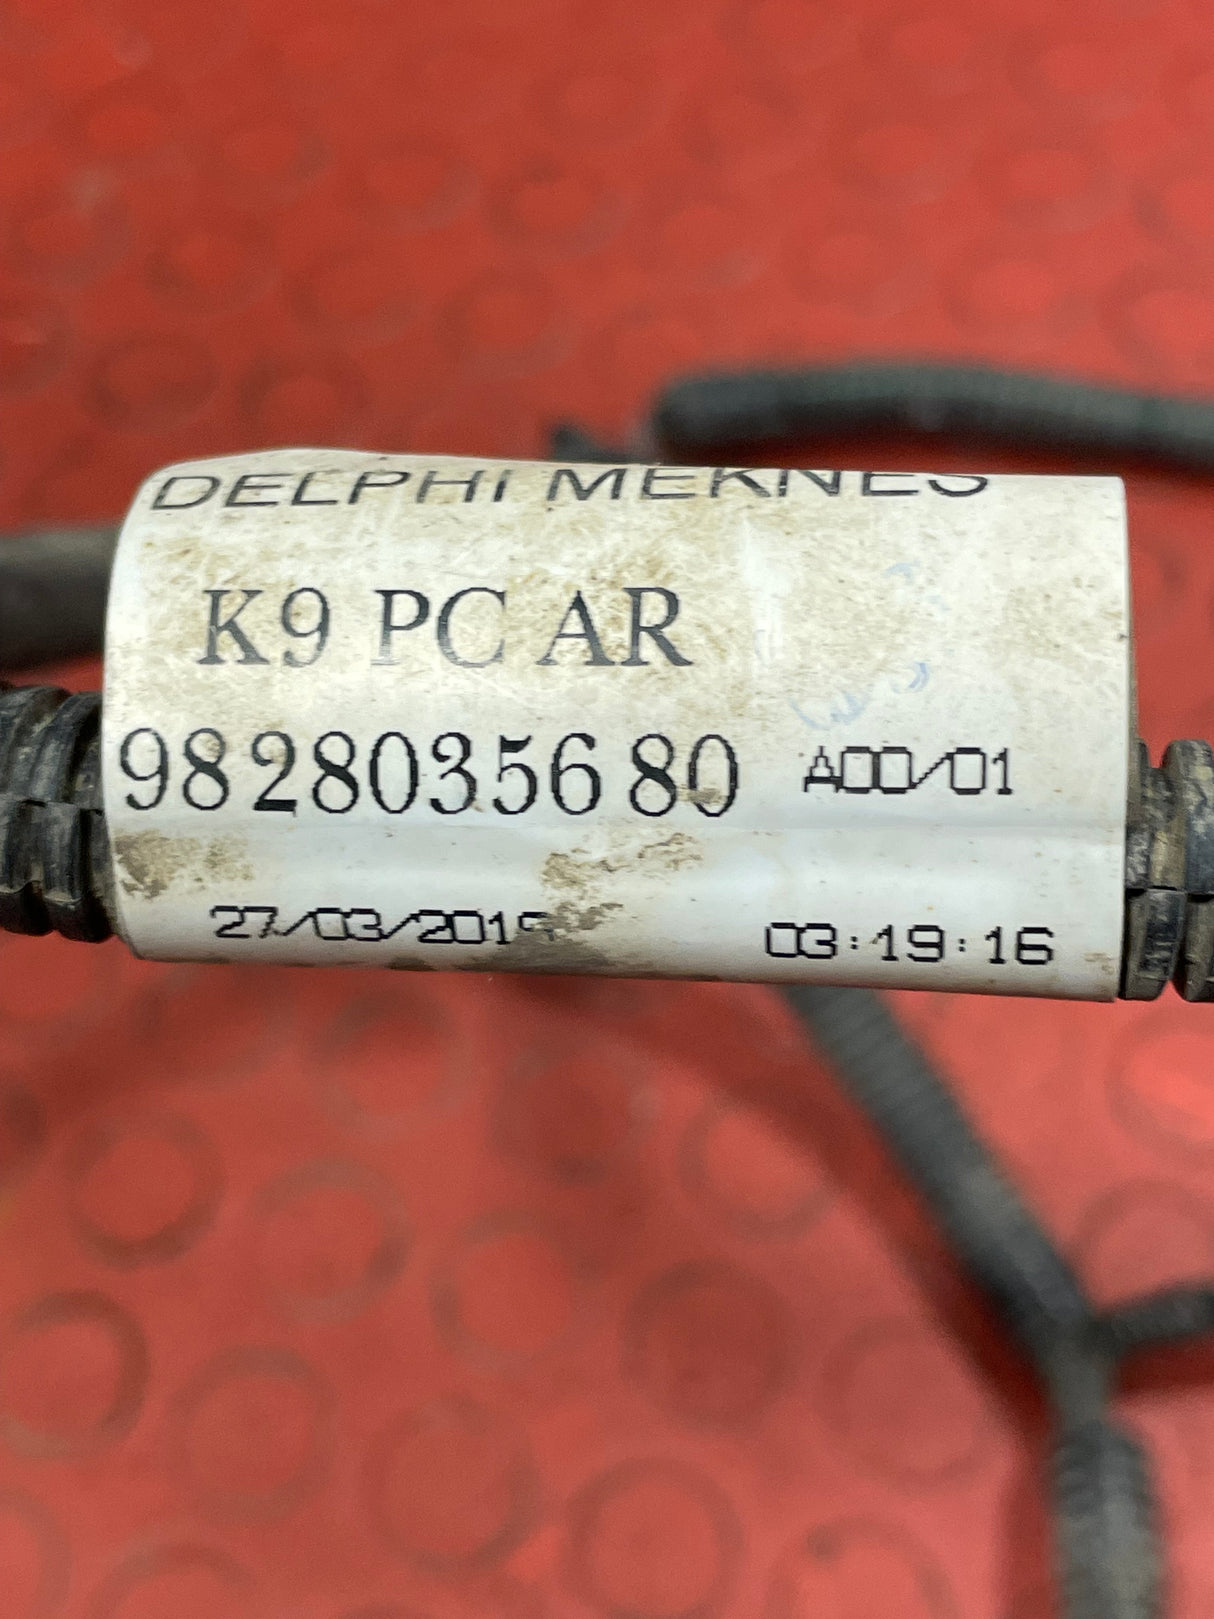 DELPHI MEKNES
K9 PC AR
9828035680 A00/01
27/03/2019 03:19:16